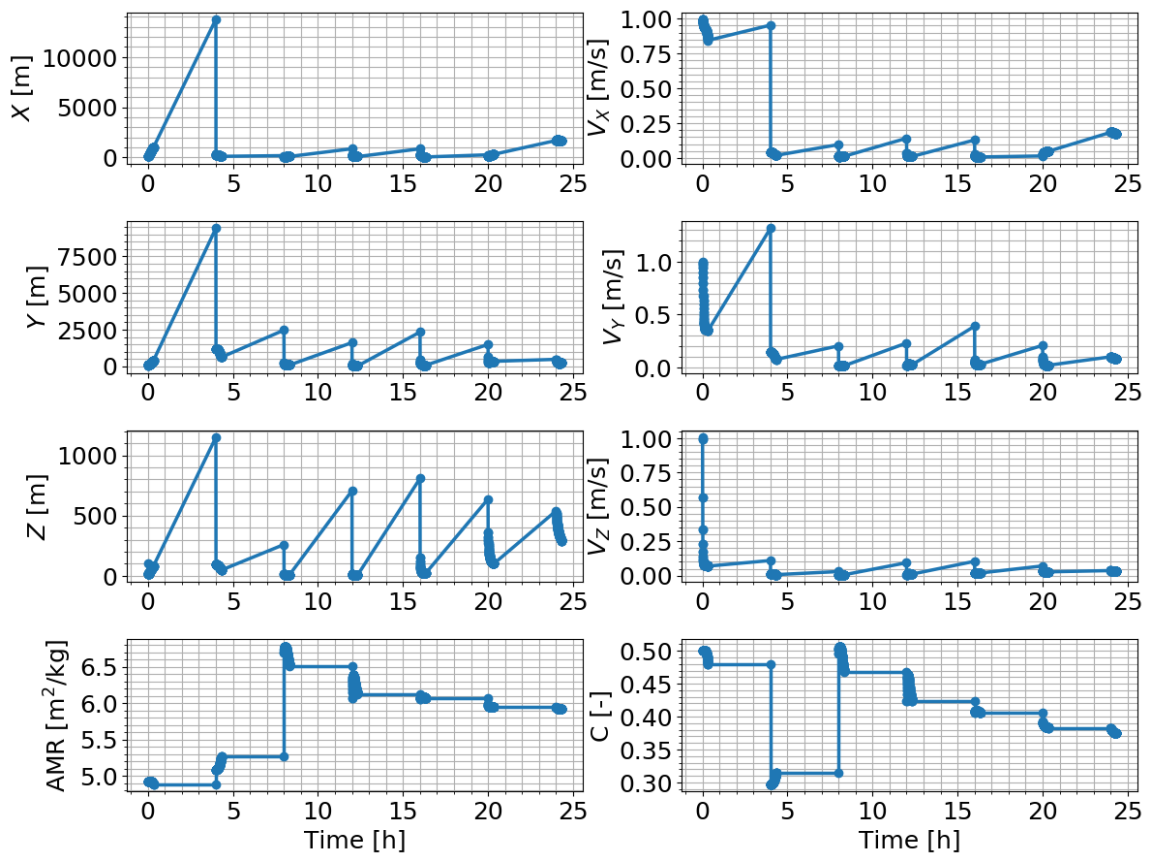 X [m]
10000
5000
0
0 5 10 15 20 25
V_X [m/s]
1.00
0.75
0.50
0.25
0.00
0 5 10 15 20 25
Y [m]
7500
5000
2500
0
0 5 10 15 20 25
V_Y [m/s]
1.0
0.5
0.0
0 5 10 15 20 25
Z [m]
1000
500
0
0 5 10 15 20 25
V_Z [m/s]
1.00
0.75
0.50
0.25
0.00
0 5 10 15 20 25
AMR [m²/kg]
6.5
6.0
5.5
5.0
0 5 10 15 20 25
Time [h]
C [-]
0.50
0.45
0.40
0.35
0.30
0 5 10 15 20 25
Time [h]